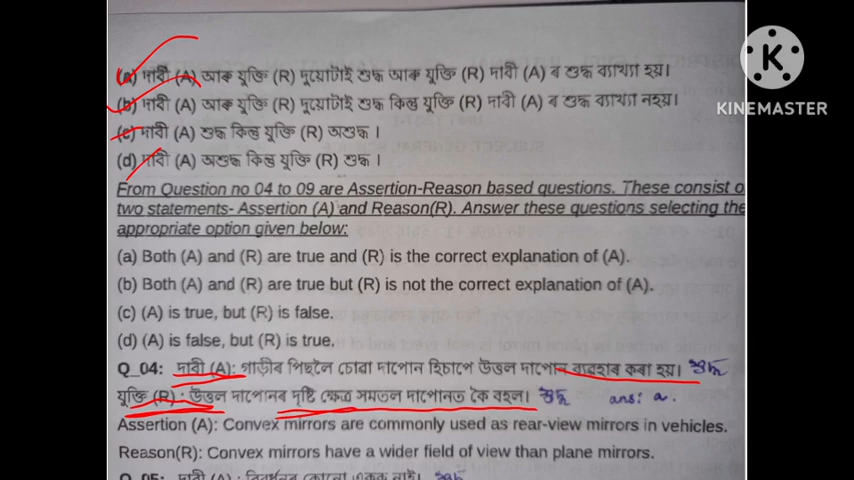 (a) দাবী (A) আৰু যুক্তি (R) দুয়োটাই শুদ্ধ আৰু যুক্তি (R) দাবী (A) ৰ শুদ্ধ ব্যাখ্যা হয়।
(b) দাবী (A) আৰু যুক্তি (R) দুয়োটাই শুদ্ধ কিন্তু যুক্তি (R) দাবী (A) ৰ শুদ্ধ ব্যাখ্যা নহয়।
(c) দাবী (A) শুদ্ধ কিন্তু যুক্তি (R) অশুদ্ধ ।
(d) দাবী (A) অশুদ্ধ কিন্তু যুক্তি (R) শুদ্ধ ।
KINEMASTER
From Question no 04 to 09 are Assertion-Reason based questions. These consist o
two statements- Assertion (A) and Reason(R). Answer these questions selecting the
appropriate option given below:
(a) Both (A) and (R) are true and (R) is the correct explanation of (A).
(b) Both (A) and (R) are true but (R) is not the correct explanation of (A).
(c) (A) is true, but (R) is false.
(d) (A) is false, but (R) is true.
Q_04: দাবী (A): গাড়ীৰ পিছলৈ চোৱা দাপোন হিচাপে উত্তল দাপোন ব্যৱহাৰ কৰা হয়। শুদ্ধ
যুক্তি (R) : উত্তল দাপোনৰ দৃষ্টি ক্ষেত্ৰ সমতল দাপোনত কৈ বহল। শুদ্ধ ans: a.
Assertion (A): Convex mirrors are commonly used as rear-view mirrors in vehicles.
Reason(R): Convex mirrors have a wider field of view than plane mirrors.
Q_05: দাবী (A) : বিবৰ্ধনৰ কোনো একক নাই। শুদ্ধ